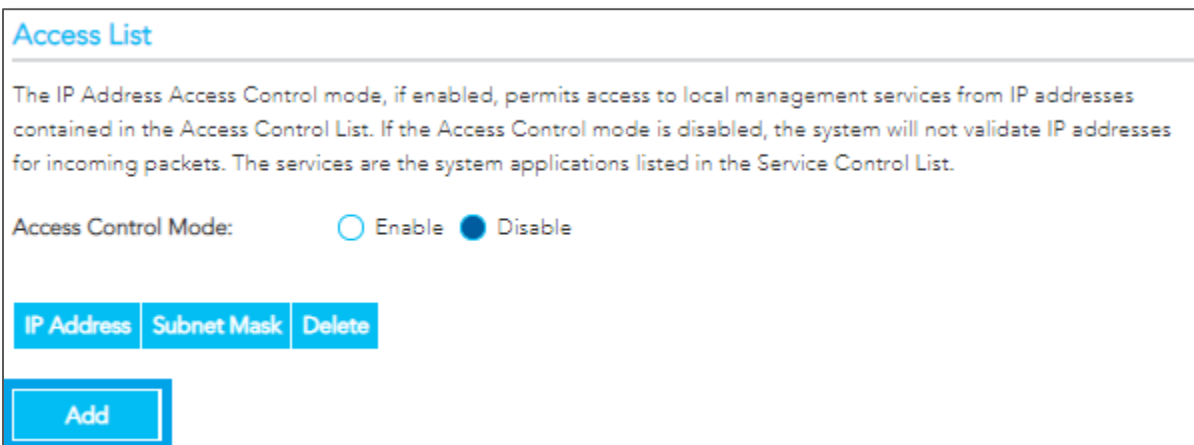 Access List
The IP Address Access Control mode, if enabled, permits access to local management services from IP addresses
contained in the Access Control List. If the Access Control mode is disabled, the system will not validate IP addresses
for incoming packets. The services are the system applications listed in the Service Control List.
Access Control Mode: Enable Disable
IP Address Subnet Mask Delete
Add